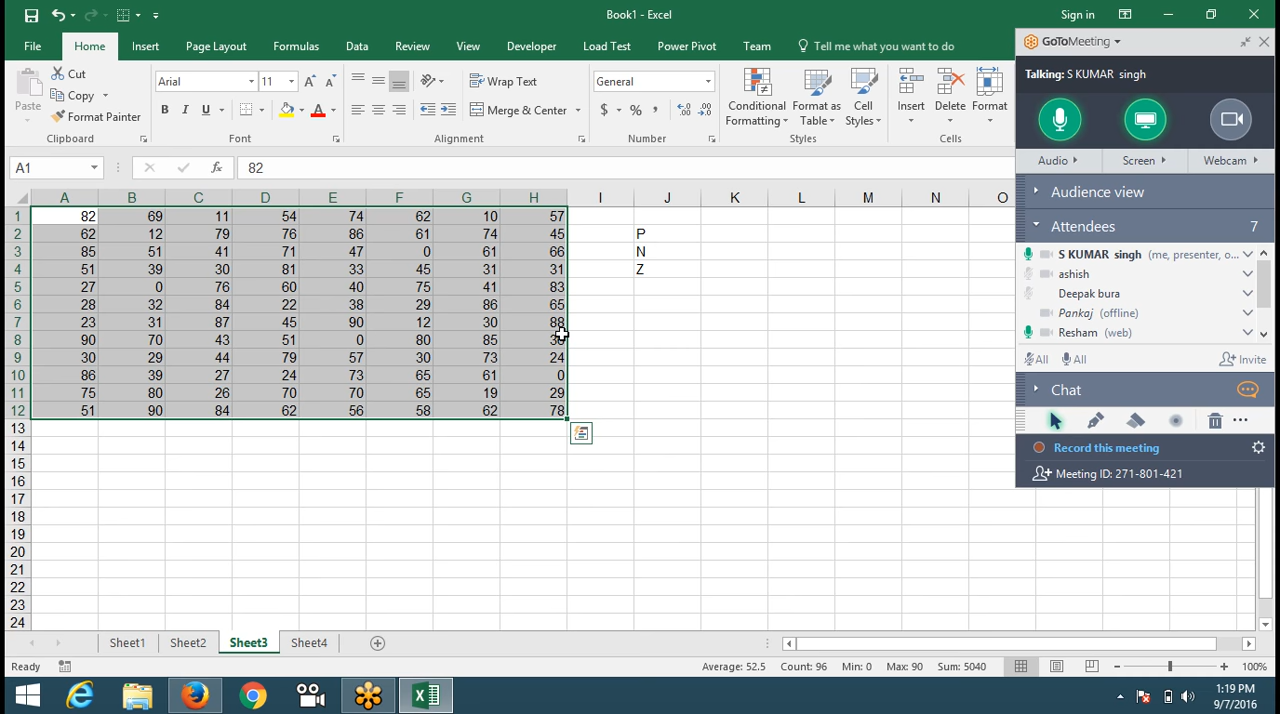 Book1 - Excel
Sign in
File Home Insert Page Layout Formulas Data Review View Developer Load Test Power Pivot Team Tell me what you want to do
Paste
Cut
Copy
Format Painter
Clipboard
Arial 11
B I U
Font
Wrap Text
Merge & Center
Alignment
General
$ % ,
Number
Conditional Formatting
Format as Table
Cell Styles
Styles
Insert Delete Format
Cells
A1 fx 82
A B C D E F G H I J K L M N O
1 82 69 11 54 74 62 10 57
2 62 12 79 76 86 61 74 45 P
3 85 51 41 71 47 0 61 66 N
4 51 39 30 81 33 45 31 31 Z
5 27 0 76 60 40 75 41 83
6 28 32 84 22 38 29 86 65
7 23 31 87 45 90 12 30 88
8 90 70 43 51 0 80 85
9 30 29 44 79 57 30 73 24
10 86 39 27 24 73 65 61 0
11 75 80 26 70 70 65 19 29
12 51 90 84 62 56 58 62 78
13
14
15
16
17
18
19
20
21
22
23
24
Sheet1 Sheet2 Sheet3 Sheet4
Ready
Average: 52.5 Count: 96 Min: 0 Max: 90 Sum: 5040
100%
GoToMeeting
Talking: S KUMAR singh
Audio Screen Webcam
Audience view
Attendees 7
S KUMAR singh (me, presenter, o...
ashish
Deepak bura
Pankaj (offline)
Resham (web)
All All Invite
Chat
Record this meeting
Meeting ID: 271-801-421
1:19 PM
9/7/2016